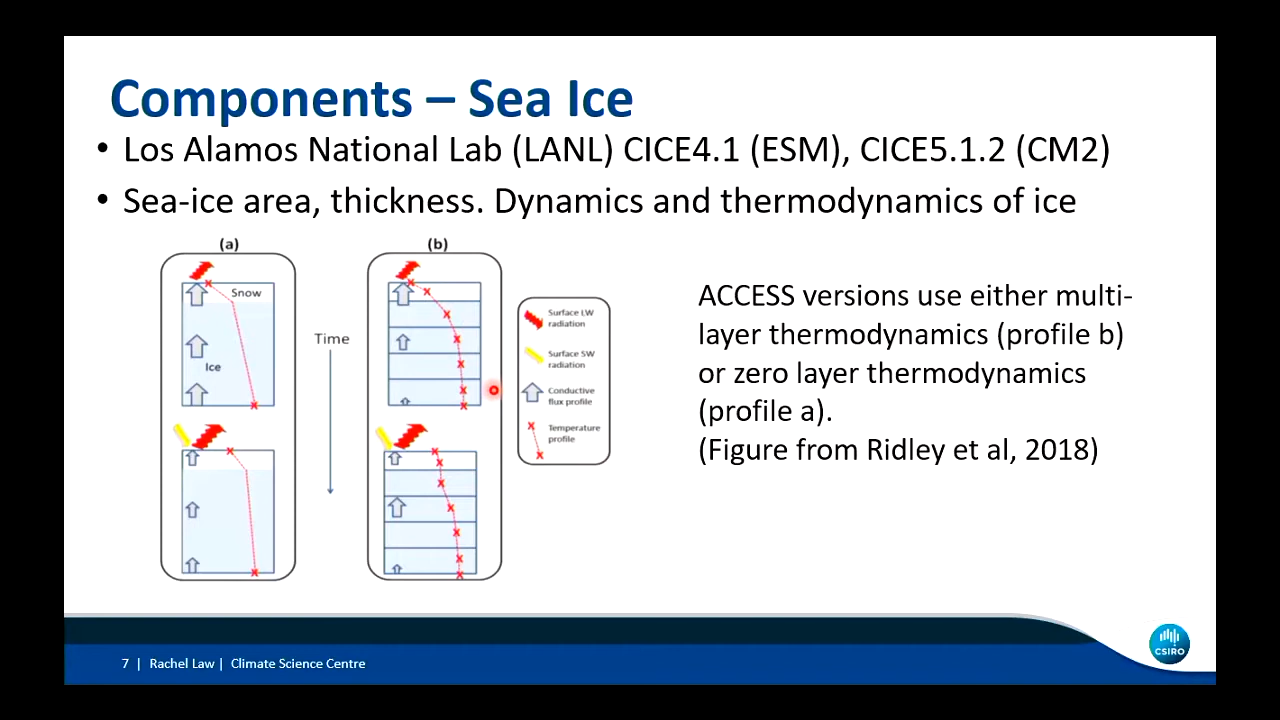 Components – Sea Ice
• Los Alamos National Lab (LANL) CICE4.1 (ESM), CICE5.1.2 (CM2)
• Sea-ice area, thickness. Dynamics and thermodynamics of ice
(a)
(b)
Snow
Ice
Time
Surface LW
radiation
Surface SW
radiation
Conductive
flux profile
Temperature
profile
ACCESS versions use either multi-
layer thermodynamics (profile b)
or zero layer thermodynamics
(profile a).
(Figure from Ridley et al, 2018)
7 | Rachel Law | Climate Science Centre
CSIRO